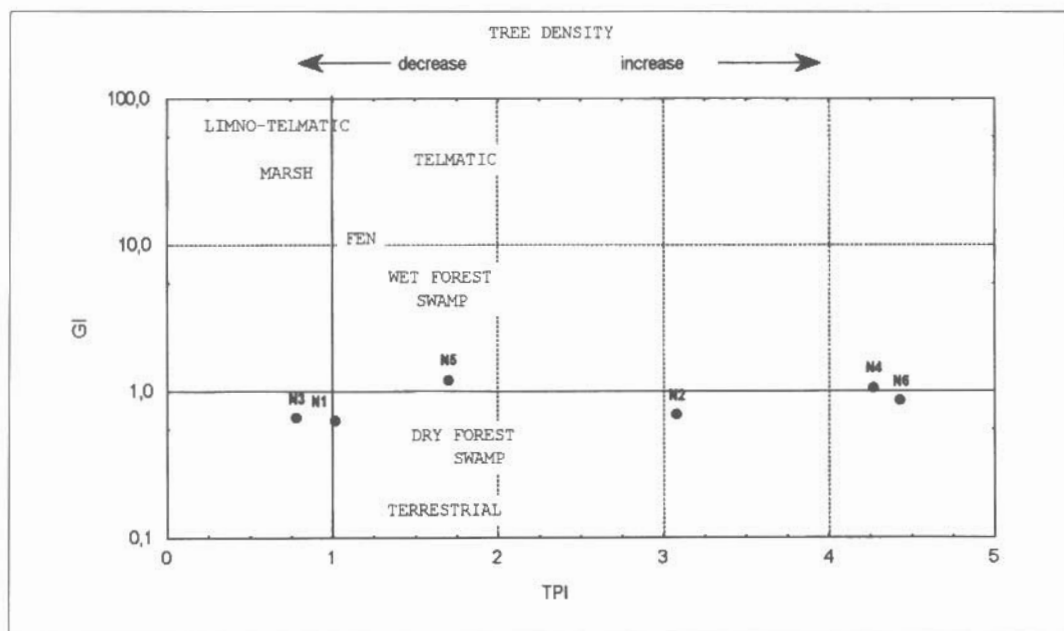 TREE DENSITY
decrease increase
100,0
LIMNO-TELMATIC
TELMATIC
MARSH
FEN
10,0
WET FOREST
SWAMP
GI
N5
N4
N6
N3 N1
N2
1,0
DRY FOREST
SWAMP
TERRESTRIAL
0,1
0 1 2 3 4 5
TPI